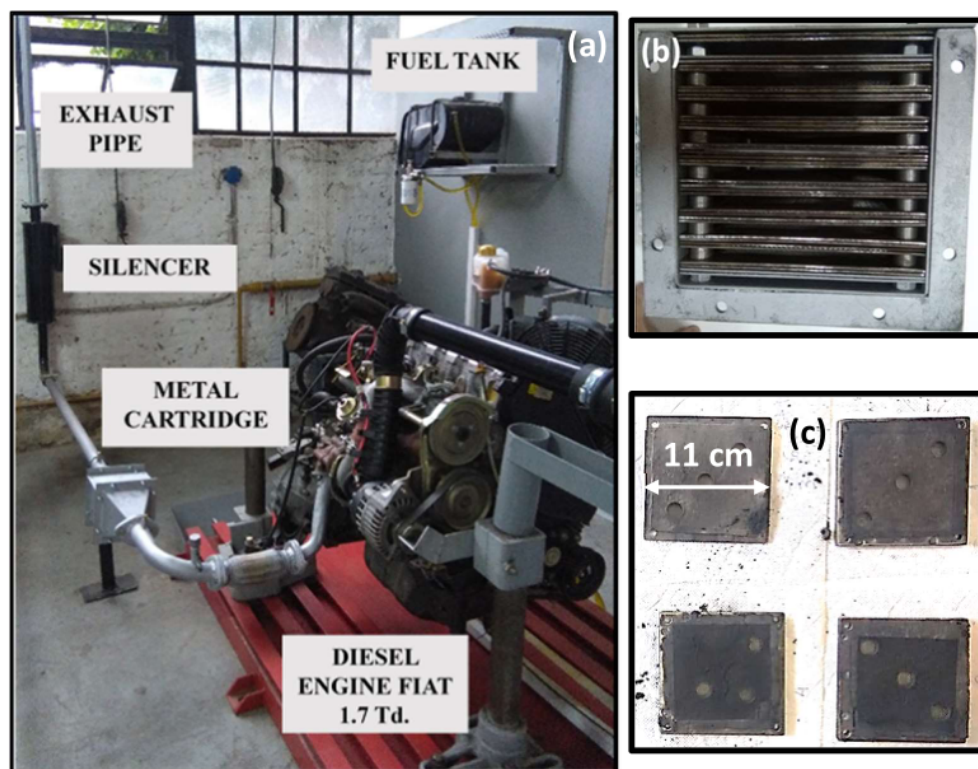 (a)
FUEL TANK
EXHAUST
PIPE
SILENCER
METAL
CARTRIDGE
DIESEL
ENGINE FIAT
1.7 Td.
(b)
(c)
11 cm